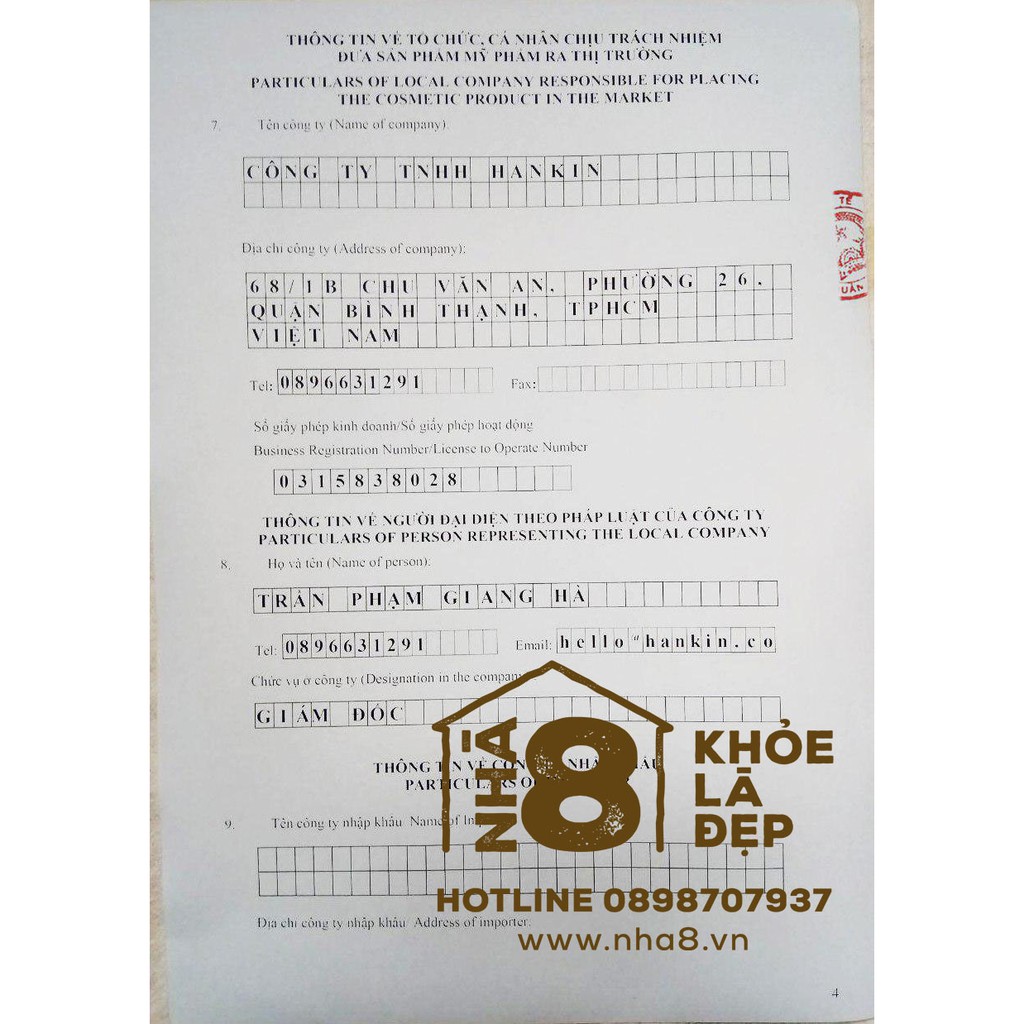 THÔNG TIN VỀ TỔ CHỨC, CÁ NHÂN CHỊU TRÁCH NHIỆM
ĐƯA SẢN PHẨM MỸ PHẨM RA THỊ TRƯỜNG
PARTICULARS OF LOCAL COMPANY RESPONSIBLE FOR PLACING
THE COSMETIC PRODUCT IN THE MARKET
7. Tên công ty (Name of company):
CÔNG TY TNHH HANKIN
Địa chỉ công ty (Address of company):
68/1B CHU VĂN AN, PHƯỜNG 26,
QUẬN BÌNH THẠNH, TPHCM
VIỆT NAM
Tel: 0896631291 Fax:
Số giấy phép kinh doanh/Số giấy phép hoạt động
Business Registration Number/License to Operate Number
0315838028
THÔNG TIN VỀ NGƯỜI ĐẠI DIỆN THEO PHÁP LUẬT CỦA CÔNG TY
PARTICULARS OF PERSON REPRESENTING THE LOCAL COMPANY
8. Họ và tên (Name of person):
TRẦN PHẠM GIANG HÀ
Tel: 0896631291 Email: hello@hankin.co
Chức vụ ở công ty (Designation in the company
GIÁM ĐỐC
THÔNG TIN VỀ
PARTICULARS
9. Tên công ty nhập khẩu Name of
Địa chỉ công ty nhập khẩu Address of importer:
4
TẾ
UẤN
NHÀ 8
KHỎE
LÀ
ĐẸP
HOTLINE 0898707937
www.nha8.vn